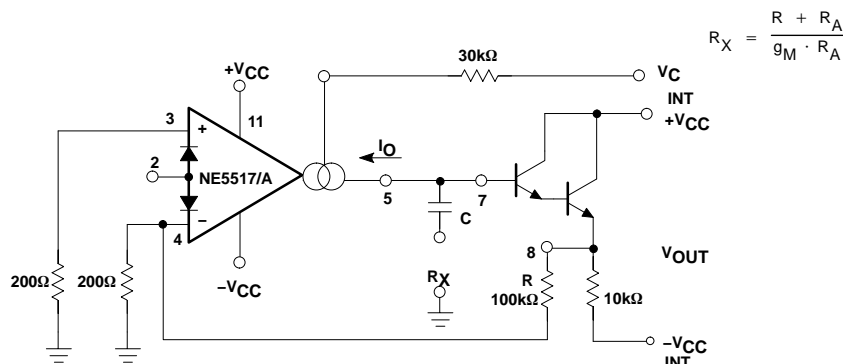 R + R_A
R_X = 
g_M · R_A
30kΩ
V_C
INT
+V_CC
+V_CC
3
+
11
I_O
2
NE5517/A
5
7
C
−
4
8
V_OUT
200Ω
200Ω
−V_CC
R_X
R
100kΩ
10kΩ
−V_CC
INT